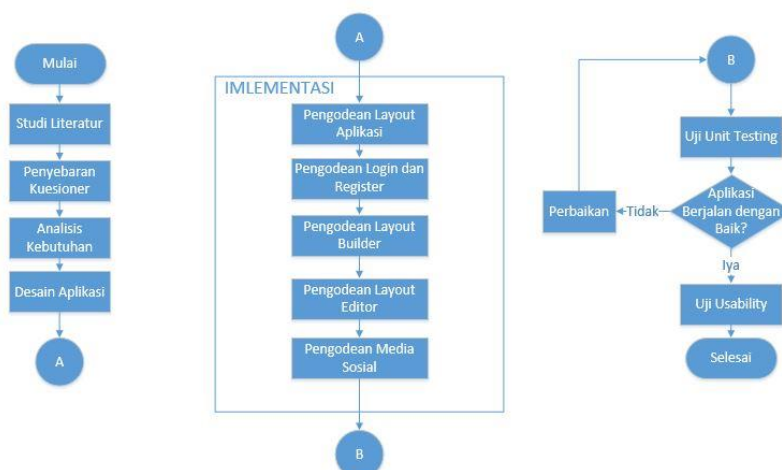 Mulai
Studi Literatur
Penyebaran
Kuesioner
Analisis
Kebutuhan
Desain Aplikasi
A
A
IMLEMENTASI
Pengodean Layout
Aplikasi
Pengodean Login dan
Register
Pengodean Layout
Builder
Pengodean Layout
Editor
Pengodean Media
Sosial
B
B
Uji Unit Testing
Aplikasi
Berjalan dengan
Baik?
Tidak
Perbaikan
Iya
Uji Usability
Selesai